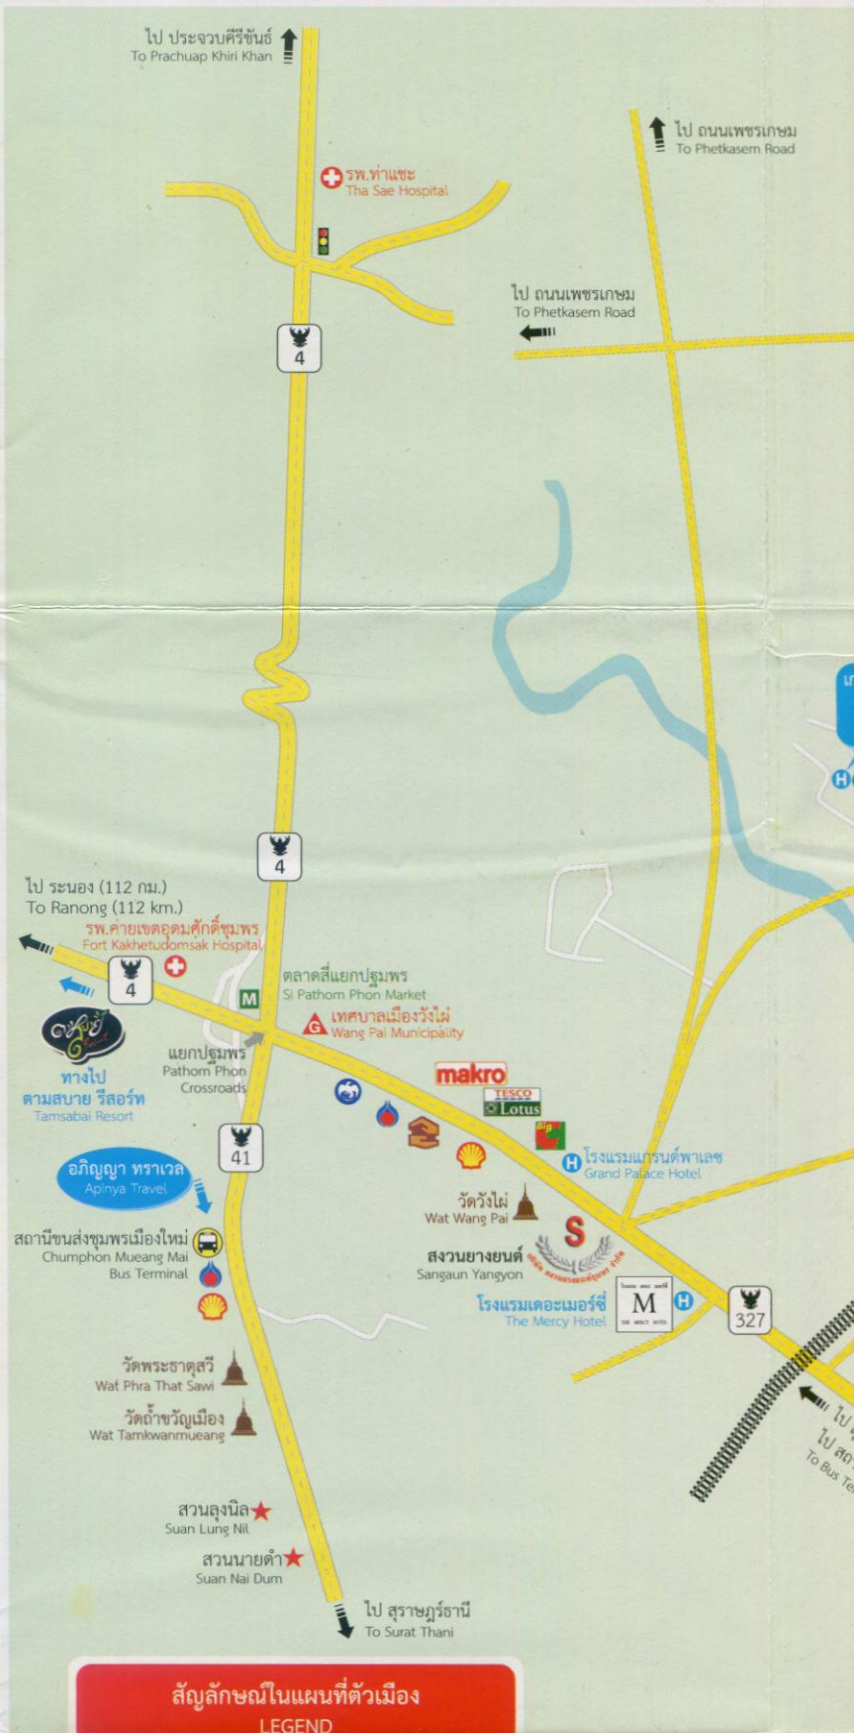 ไป ประจวบคีรีขันธ์
To Prachuap Khiri Khan
ไป ถนนเพชรเกษม
To Phetkasem Road
รพ.ท่าแซะ
Tha Sae Hospital
ไป ถนนเพชรเกษม
To Phetkasem Road
4
4
ไป ระนอง (112 กม.)
To Ranong (112 km.)
รพ.ค่ายเขตอุดมศักดิ์ชุมพร
Fort Kakhetudomsak Hospital
4
M
ตลาดสี่แยกปฐมพร
Si Pathom Phon Market
G
เทศบาลเมืองวังไผ่
Wang Pai Municipality
แยกปฐมพร
Pathom Phon
Crossroads
ทางไป
ตามสบาย รีสอร์ท
Tamsabai Resort
makro
TESCO
Lotus
Big
H
โรงแรมแกรนด์พาเลซ
Grand Palace Hotel
41
อภิญญา ทราเวล
Apinya Travel
วัดวังไผ่
Wat Wang Pai
สถานีขนส่งชุมพรเมืองใหม่
Chumphon Mueang Mai
Bus Terminal
S
สงวนยางยนต์
Sangaun Yangyon
โรงแรมเดอะเมอร์ซี่
The Mercy Hotel
M
THE MERCY HOTEL
H
327
H
วัดพระธาตุสวี
Wat Phra That Sawi
วัดถ้ำขวัญเมือง
Wat Tamkwanmueang
ไป
ไป
To Bus
สวนลุงนิล
Suan Lung Nil
สวนนายดำ
Suan Nai Dum
ไป สุราษฎร์ธานี
To Surat Thani
สัญลักษณ์ในแผนที่ตัวเมือง
LEGEND